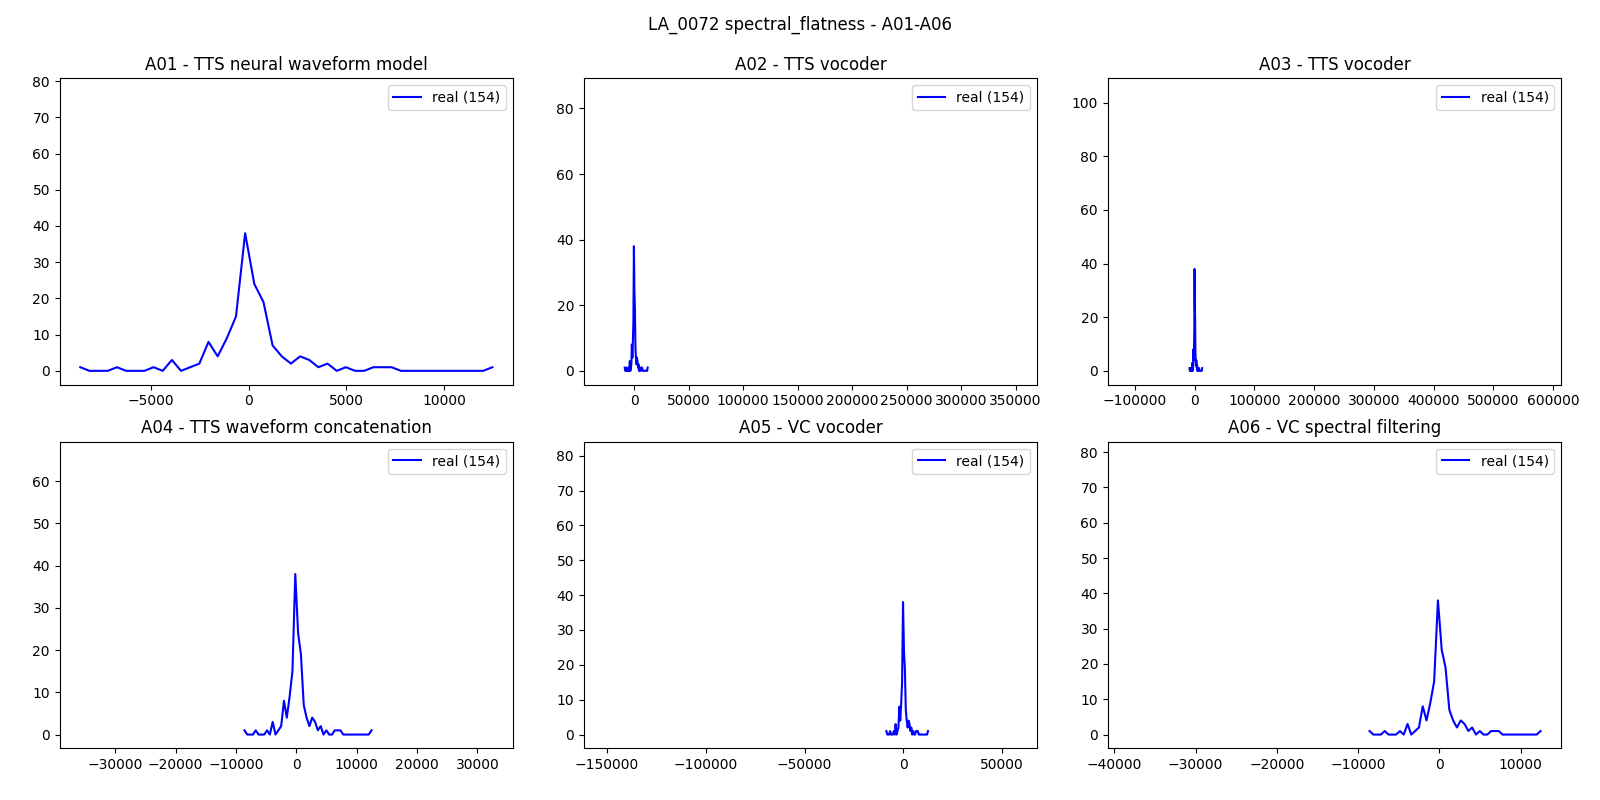 LA_0072 spectral_flatness - A01-A06
A01 - TTS neural waveform model
80
70
60
50
40
30
20
10
0
−5000 0 5000 10000
real (154)
A02 - TTS vocoder
80
60
40
20
0
0 50000 100000 150000 200000 250000 300000 350000
real (154)
A03 - TTS vocoder
100
80
60
40
20
0
−100000 0 100000 200000 300000 400000 500000 600000
real (154)
A04 - TTS waveform concatenation
60
50
40
30
20
10
0
−30000 −20000 −10000 0 10000 20000 30000
real (154)
A05 - VC vocoder
80
70
60
50
40
30
20
10
0
−150000 −100000 −50000 0 50000
real (154)
A06 - VC spectral filtering
80
70
60
50
40
30
20
10
0
−40000 −30000 −20000 −10000 0 10000
real (154)